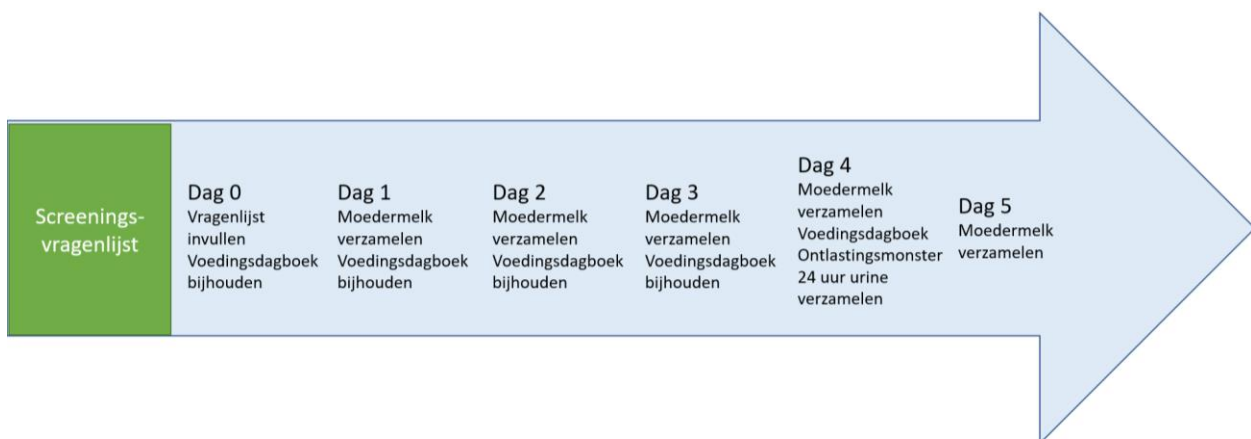 Screenings-
vragenlijst
Dag 0
Vragenlijst
invullen
Voedingsdagboek
bijhouden
Dag 1
Moedermelk
verzamelen
Voedingsdagboek
bijhouden
Dag 2
Moedermelk
verzamelen
Voedingsdagboek
bijhouden
Dag 3
Moedermelk
verzamelen
Voedingsdagboek
bijhouden
Dag 4
Moedermelk
verzamelen
Voedingsdagboek
Ontlastingsmonster
24 uur urine
verzamelen
Dag 5
Moedermelk
verzamelen